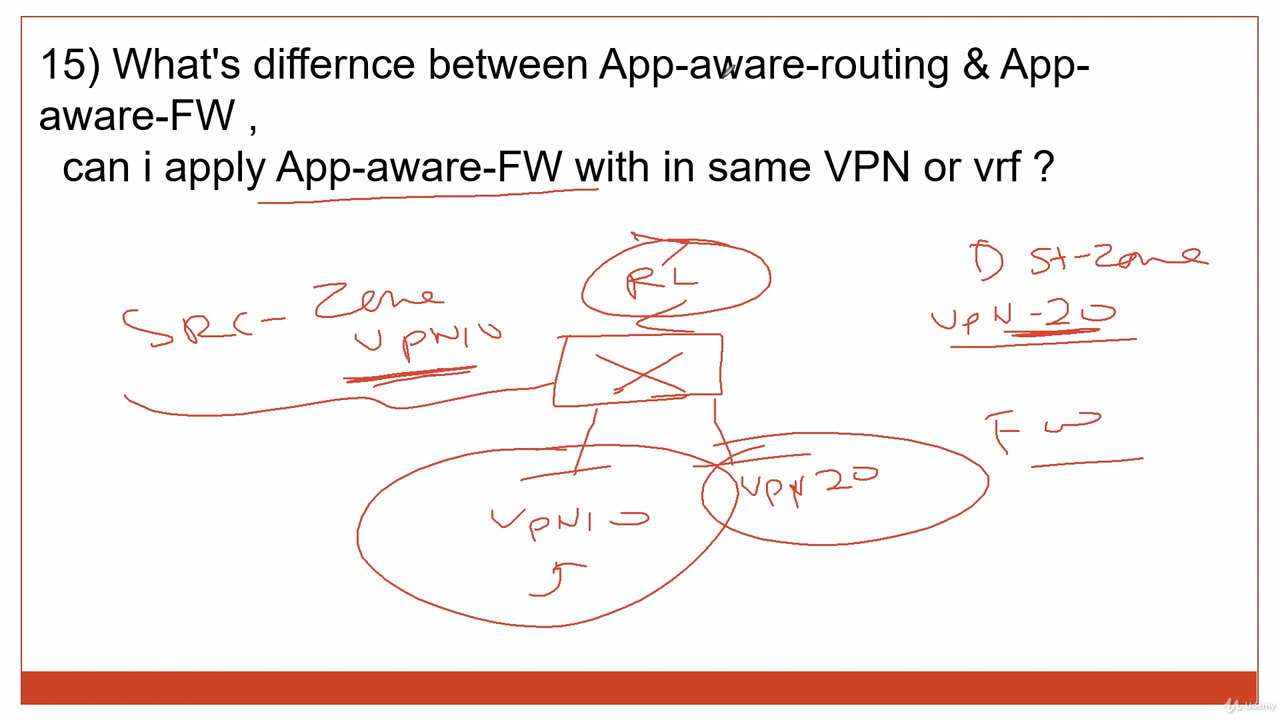 15) What's differnce between App-aware-routing & App-
aware-FW ,
can i apply App-aware-FW with in same VPN or vrf ?
SRC- Zone
VPN10
RL
DSt-Zone
VPN-20
FW
VPN10
VPN20
Udemy